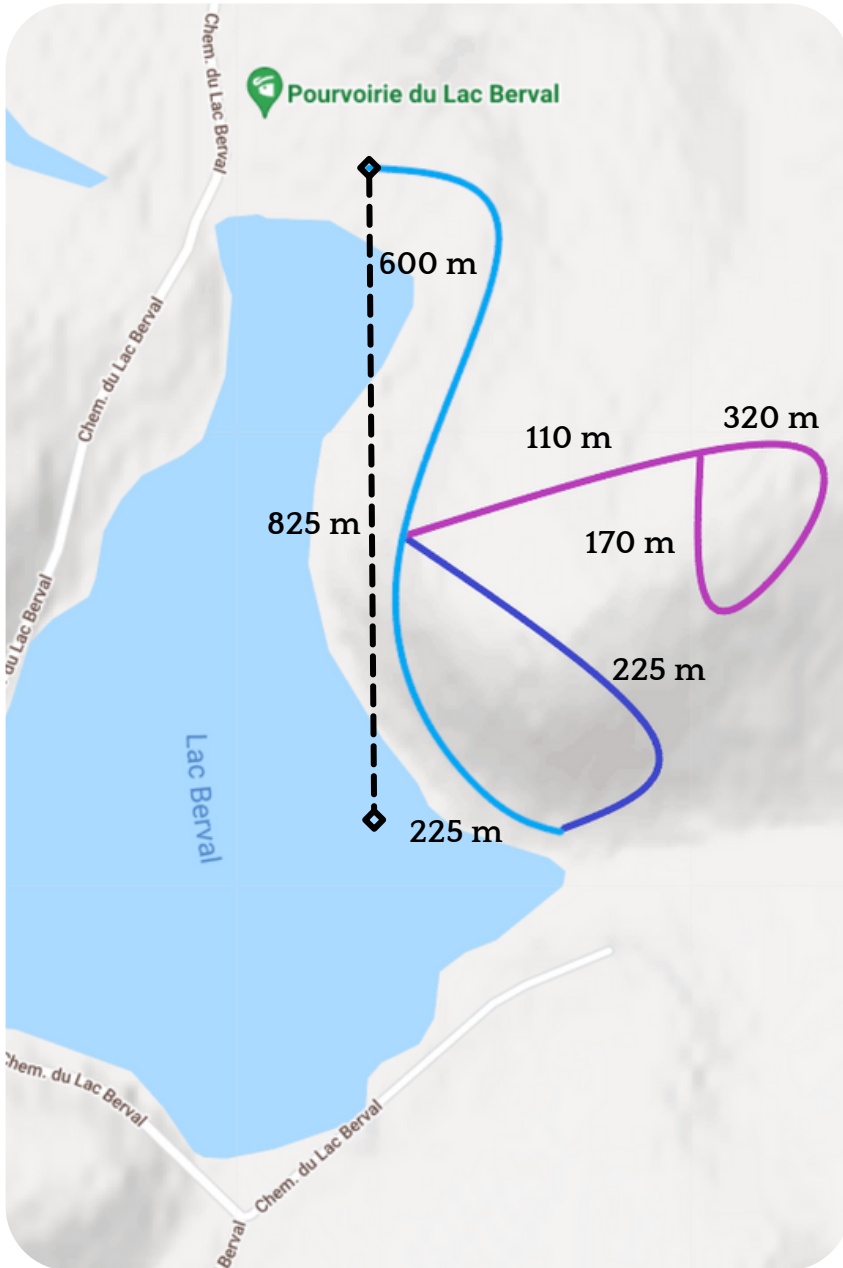 Chem. du Lac Berval
Pourvoirie du Lac Berval
600 m
Chem. du Lac Berval
320 m
110 m
825 m
170 m
du Lac Berval
225 m
Lac Berval
225 m
Chem. du Lac Berval
Chem. du Lac Berval
Berval